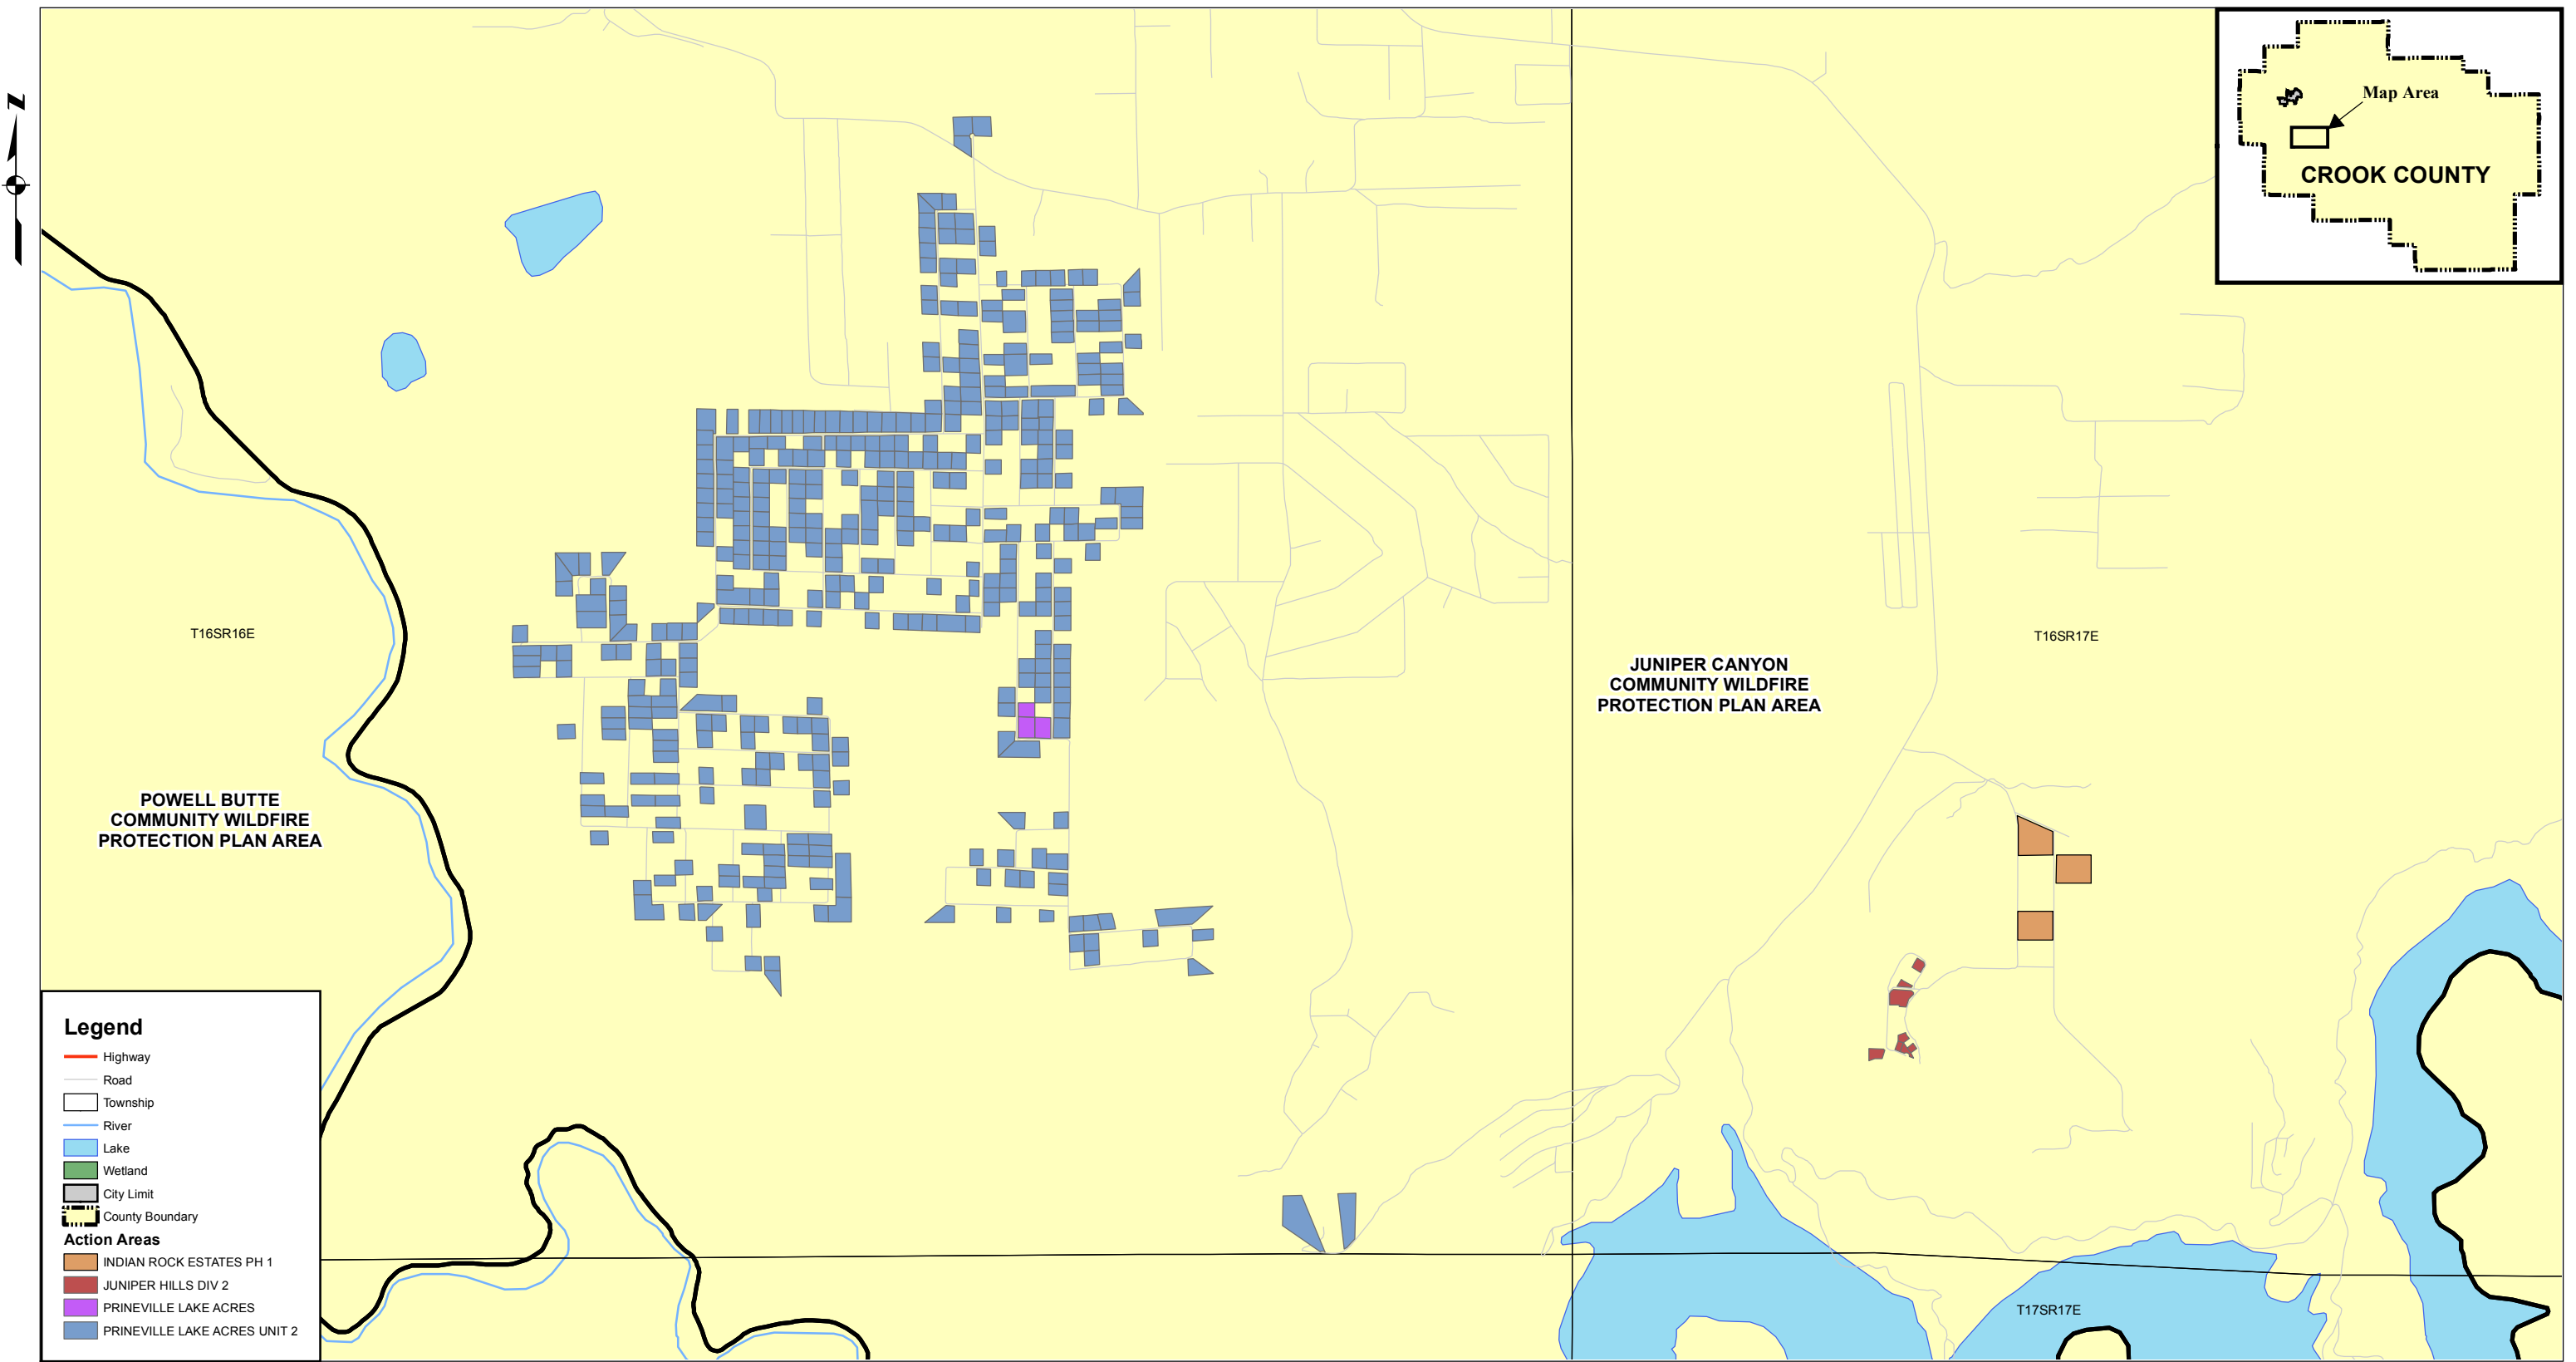 N
Map Area
CROOK COUNTY
T16SR16E
T16SR17E
JUNIPER CANYON
COMMUNITY WILDFIRE
PROTECTION PLAN AREA
POWELL BUTTE
COMMUNITY WILDFIRE
PROTECTION PLAN AREA
T17SR17E
Legend
Highway
Road
Township
River
Lake
Wetland
City Limit
County Boundary
Action Areas
INDIAN ROCK ESTATES PH 1
JUNIPER HILLS DIV 2
PRINEVILLE LAKE ACRES
PRINEVILLE LAKE ACRES UNIT 2